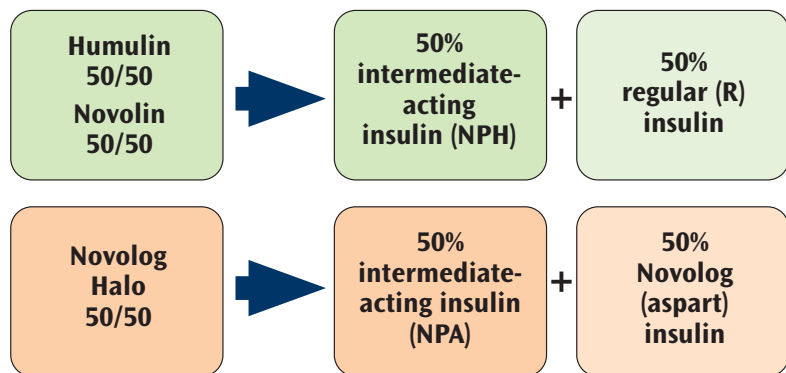 Humulin
50/50
Novolin
50/50
50%
intermediate-
acting
insulin (NPH)
+
50%
regular (R)
insulin
Novolog
Halo
50/50
50%
intermediate-
acting insulin
(NPA)
+
50%
Novolog
(aspart)
insulin